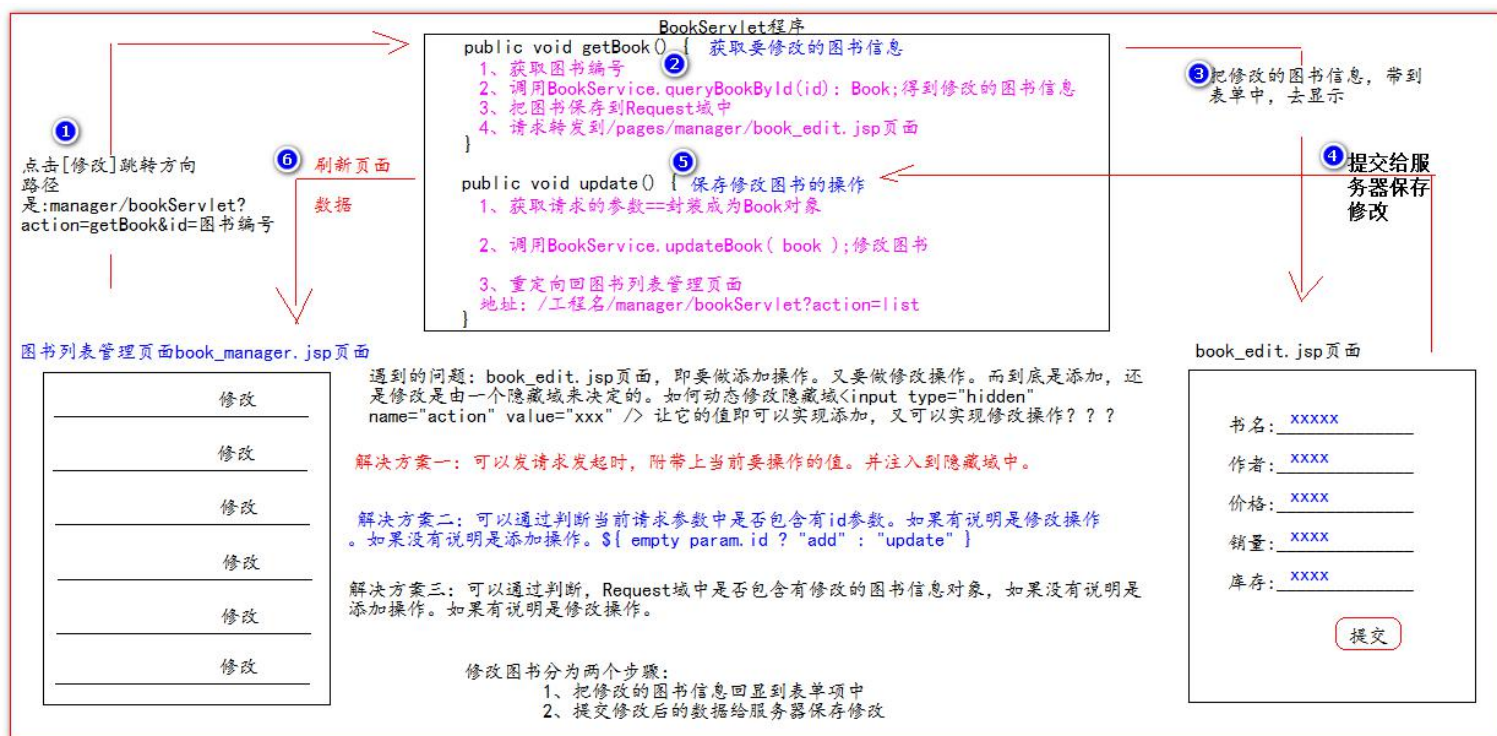 BookServlet程序
public void getBook() { 获取要修改的图书信息
2
1、获取图书编号
2、调用BookService.queryBookById(id): Book;得到修改的图书信息
3、把图书保存到Request域中
4、请求转发到/pages/manager/book_edit.jsp页面
}
3
把修改的图书信息, 带到
表单中, 去显示
1
点击[修改]跳转方向
路径
是:manager/bookServlet?
action=getBook&id=图书编号
6
刷新页面
数据
5
public void update() { 保存修改图书的操作
1、获取请求的参数==封装成为Book对象
2、调用BookService.updateBook( book );修改图书
3、重定向回图书列表管理页面
地址: /工程名/manager/bookServlet?action=list
}
4
提交给服
务器保存
修改
图书列表管理页面book_manager.jsp页面
修改
修改
修改
修改
修改
修改
遇到的问题: book_edit.jsp页面, 即要做添加操作。又要做修改操作。而到底是添加, 还
是修改是由一个隐藏域来决定的。如何动态修改隐藏域<input type="hidden"
name="action" value="xxx" /> 让它的值即可以实现添加, 又可以实现修改操作? ? ?
解决方案一: 可以发请求发起时, 附带上当前要操作的值。并注入到隐藏域中。
解决方案二: 可以通过判断当前请求参数中是否包含有id参数。如果有说明是修改操作
。如果没有说明是添加操作。${ empty param.id ? "add" : "update" }
解决方案三: 可以通过判断, Request域中是否包含有修改的图书信息对象, 如果没有说明是
添加操作。如果有说明是修改操作。
修改图书分为两个步骤:
1、把修改的图书信息回显到表单项中
2、提交修改后的数据给服务器保存修改
book_edit.jsp页面
书名: xxxxx
作者: xxxx
价格: xxxx
销量: xxxx
库存: xxxx
提交